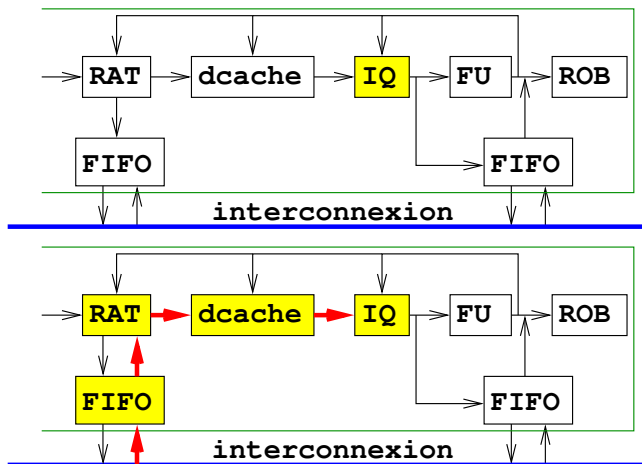 RAT dcache IQ FU ROB
FIFO FIFO
interconnexion
RAT dcache IQ FU ROB
FIFO FIFO
interconnexion